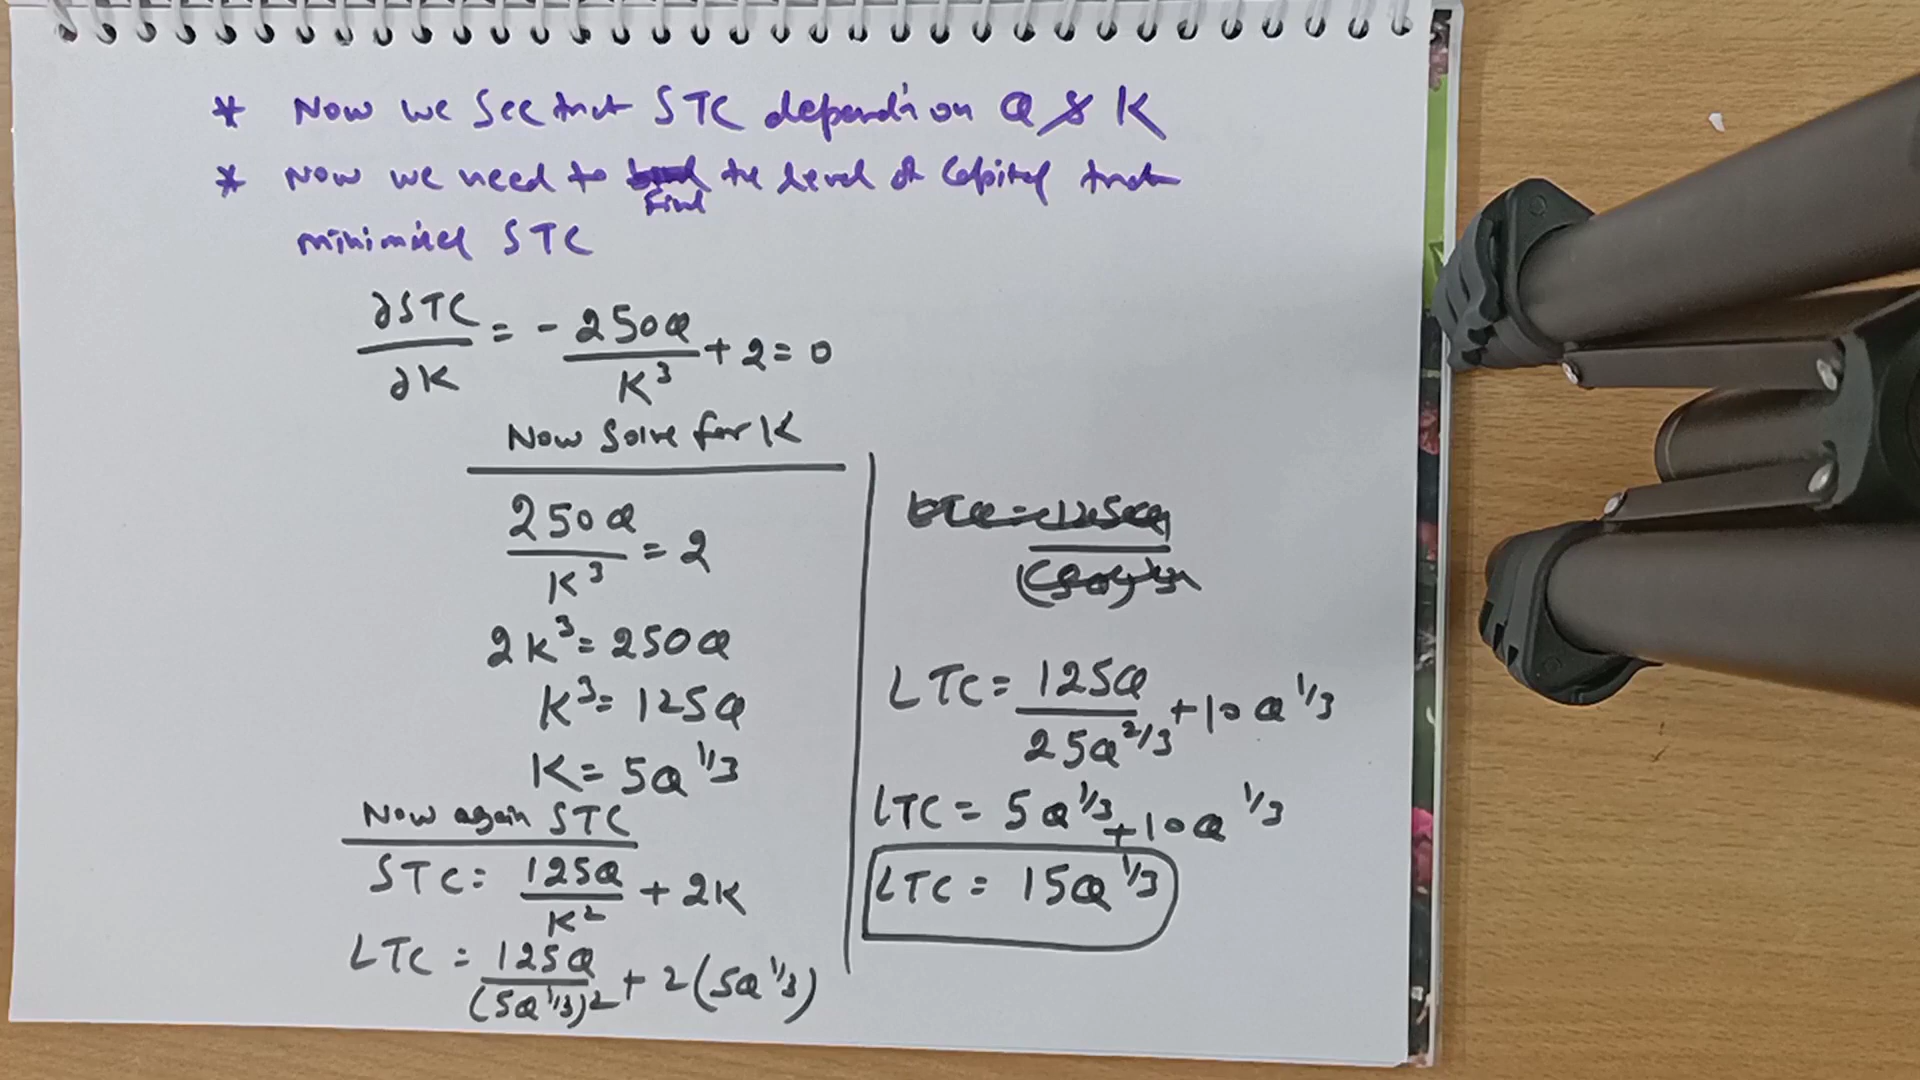 * Now we See that STC depend's on Q & K
* Now we need to find the level of Capital that
minimized STC
∂STC/∂K = - 250Q/K³ + 2 = 0
Now Solve for K
250Q/K³ = 2
2K³ = 250Q
K³ = 125Q
K = 5Q^1/3
Now again STC
STC = 125Q/K² + 2K
LTC = 125Q/(5Q^1/3)² + 2(5Q^1/3)
LTC = 125Q/25Q^2/3 + 10Q^1/3
LTC = 5Q^1/3 + 10Q^1/3
LTC = 15Q^1/3